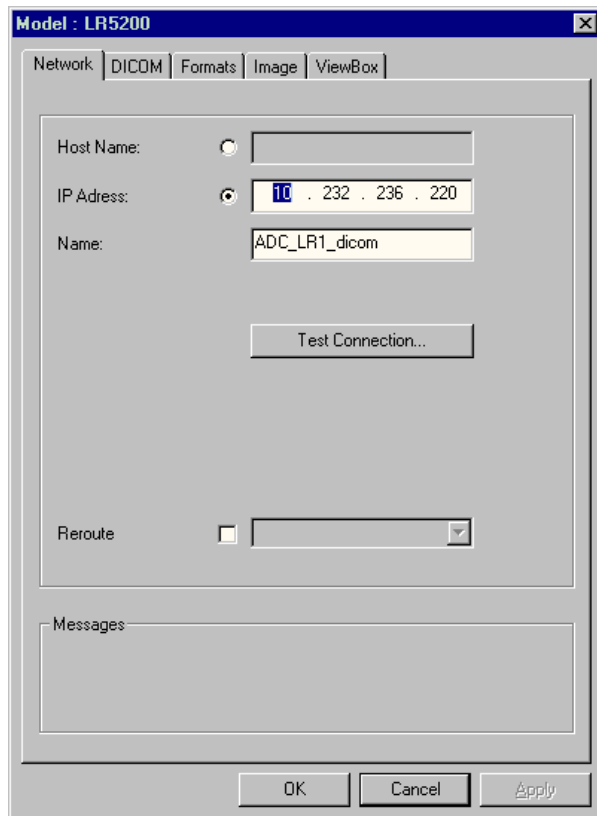 Model : LR5200
Network DICOM Formats Image ViewBox
Host Name:
IP Adress: 10 . 232 . 236 . 220
Name: ADC_LR1_dicom
Test Connection...
Reroute
Messages
OK Cancel Apply